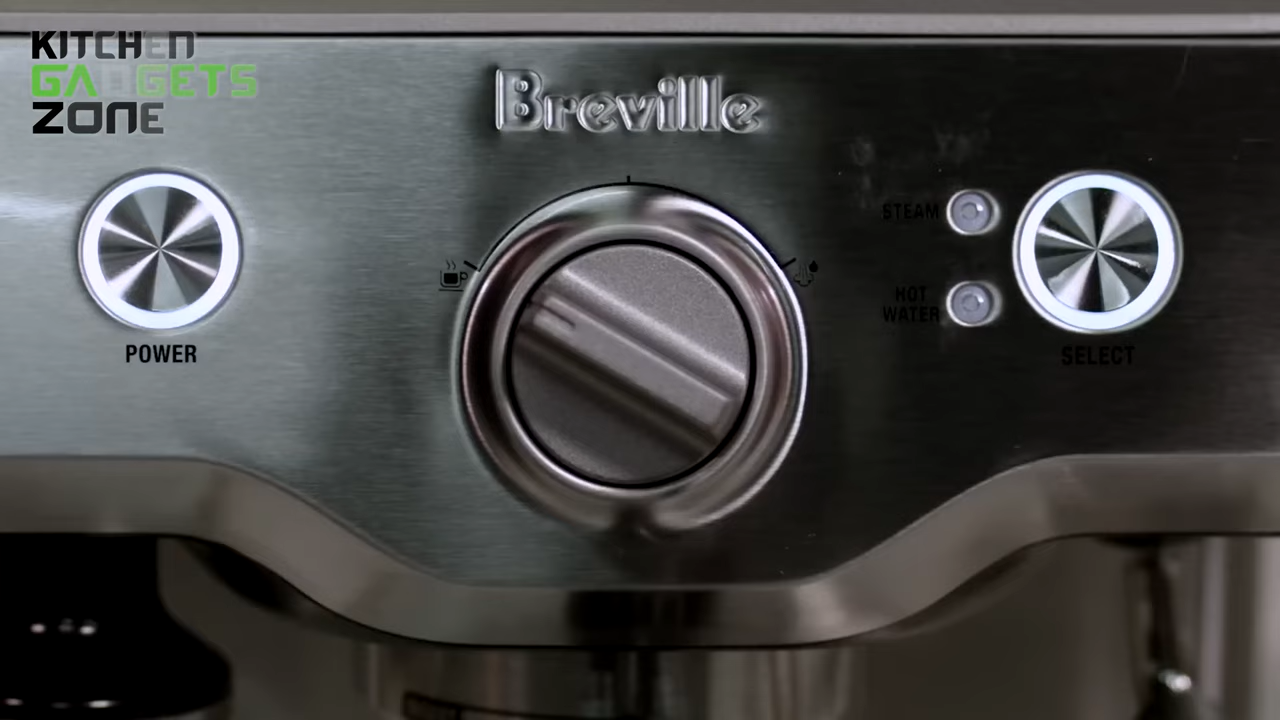 KITCHEN
GADGETS
ZONE
Breville
STEAM
HOT
WATER
POWER
SELECT